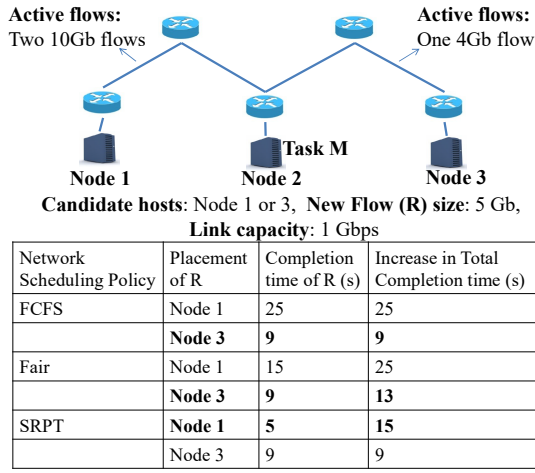 Active flows:
Two 10Gb flows
Active flows:
One 4Gb flow
Task M
Node 1 Node 2 Node 3
Candidate hosts: Node 1 or 3, New Flow (R) size: 5 Gb,
Link capacity: 1 Gbps
Network Scheduling Policy | Placement of R | Completion time of R (s) | Increase in Total Completion time (s)
FCFS | Node 1 | 25 | 25
Node 3 | 9 | 9
Fair | Node 1 | 15 | 25
Node 3 | 9 | 13
SRPT | Node 1 | 5 | 15
Node 3 | 9 | 9